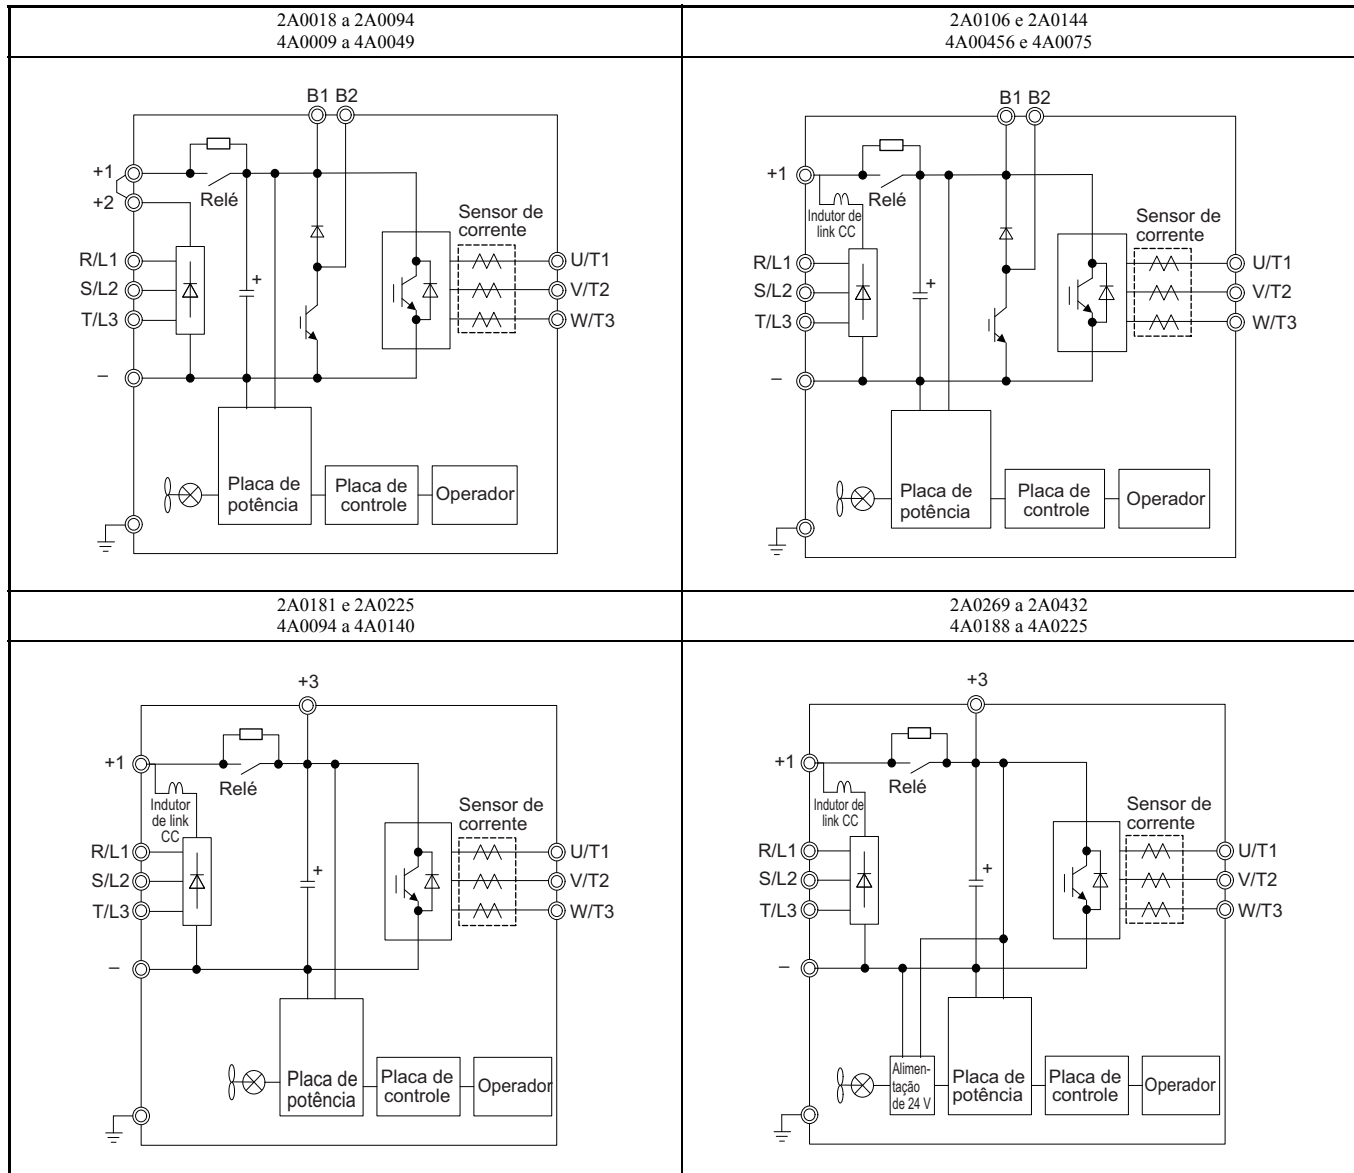 2A0018 a 2A0094
4A0009 a 4A0049
B1 B2
+1
+2
Relé
Sensor de
corrente
+
R/L1
S/L2
T/L3
U/T1
V/T2
W/T3
–
Placa de
potência
Placa de
controle
Operador
2A0106 e 2A0144
4A00456 e 4A0075
B1 B2
+1
Relé
Indutor de
link CC
Sensor de
corrente
+
R/L1
S/L2
T/L3
U/T1
V/T2
W/T3
–
Placa de
potência
Placa de
controle
Operador
2A0181 e 2A0225
4A0094 a 4A0140
+3
+1
Relé
Indutor
de link
CC
Sensor de
corrente
+
R/L1
S/L2
T/L3
U/T1
V/T2
W/T3
–
Placa de
potência
Placa de
controle
Operador
2A0269 a 2A0432
4A0188 a 4A0225
+3
+1
Relé
Indutor de
link CC
Sensor de
corrente
+
R/L1
S/L2
T/L3
U/T1
V/T2
W/T3
–
Alimen-
tação
de 24 V
Placa de
potência
Placa de
controle
Operador